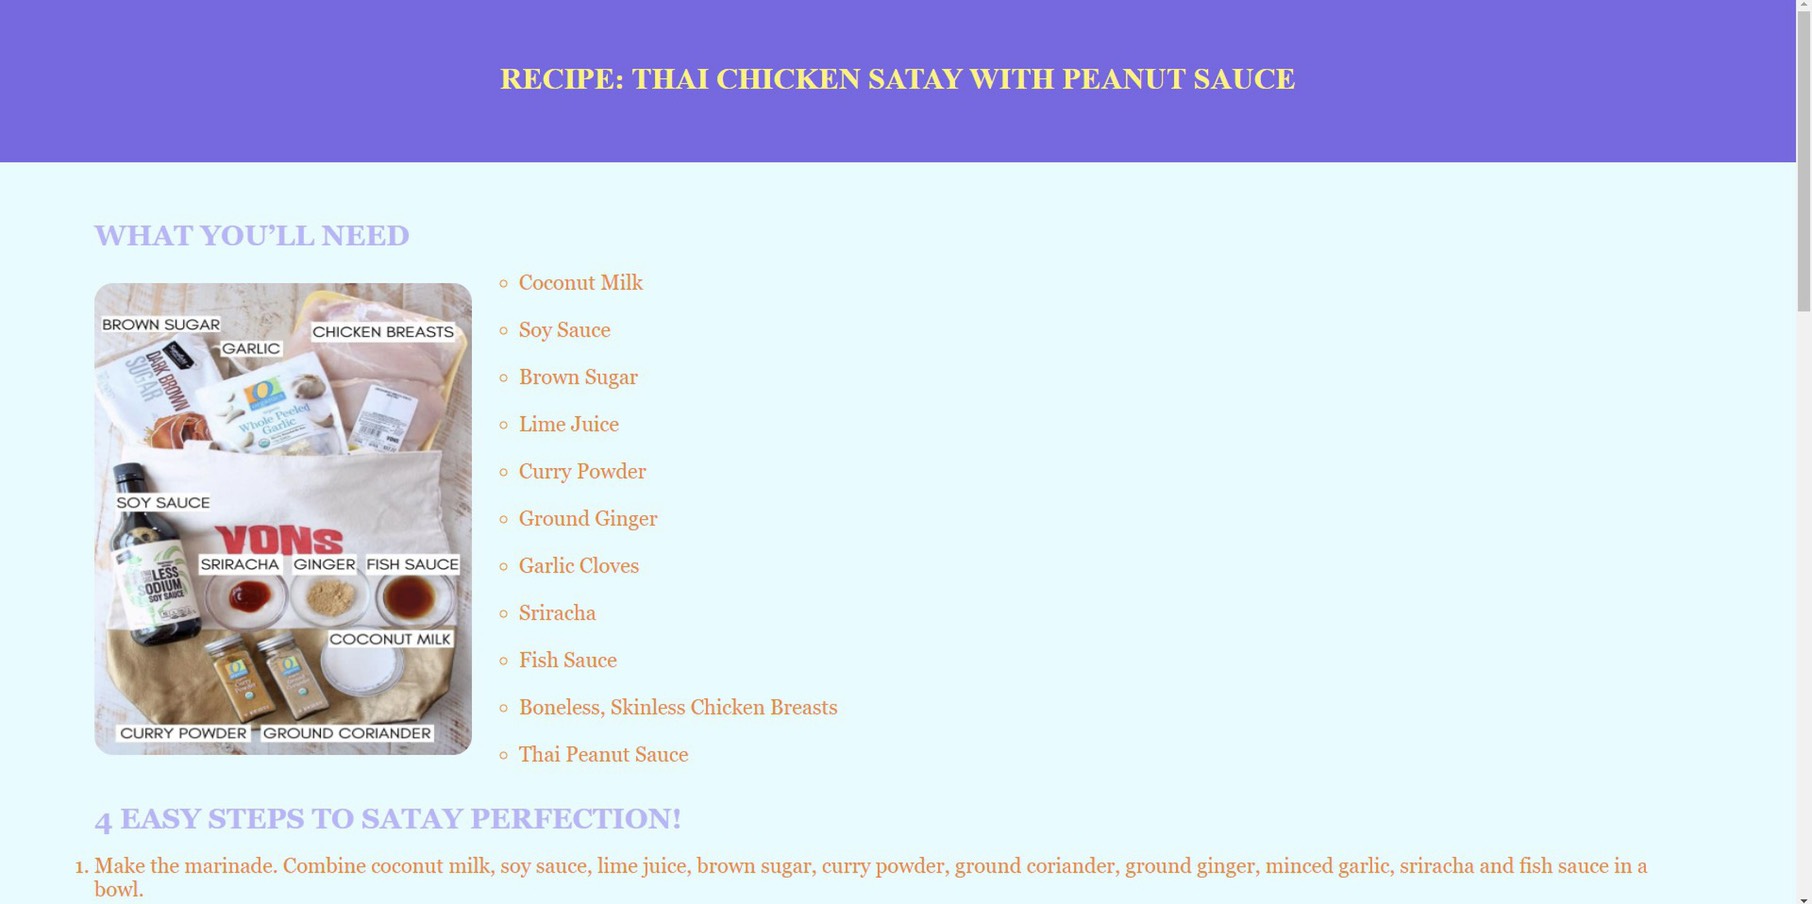 RECIPE: THAI CHICKEN SATAY WITH PEANUT SAUCE
WHAT YOU’LL NEED
BROWN SUGAR
CHICKEN BREASTS
GARLIC
DARK BROWN
SUGAR
O
organics
Whole Peeled
Garlic
VONS
SOY SAUCE
VONS
SRIRACHA
GINGER
FISH SAUCE
LESS
SODIUM
SOY SAUCE
COCONUT MILK
Curry
Powder
CURRY POWDER
GROUND CORIANDER
◦ Coconut Milk
◦ Soy Sauce
◦ Brown Sugar
◦ Lime Juice
◦ Curry Powder
◦ Ground Ginger
◦ Garlic Cloves
◦ Sriracha
◦ Fish Sauce
◦ Boneless, Skinless Chicken Breasts
◦ Thai Peanut Sauce
4 EASY STEPS TO SATAY PERFECTION!
1. Make the marinade. Combine coconut milk, soy sauce, lime juice, brown sugar, curry powder, ground coriander, ground ginger, minced garlic, sriracha and fish sauce in a
bowl.